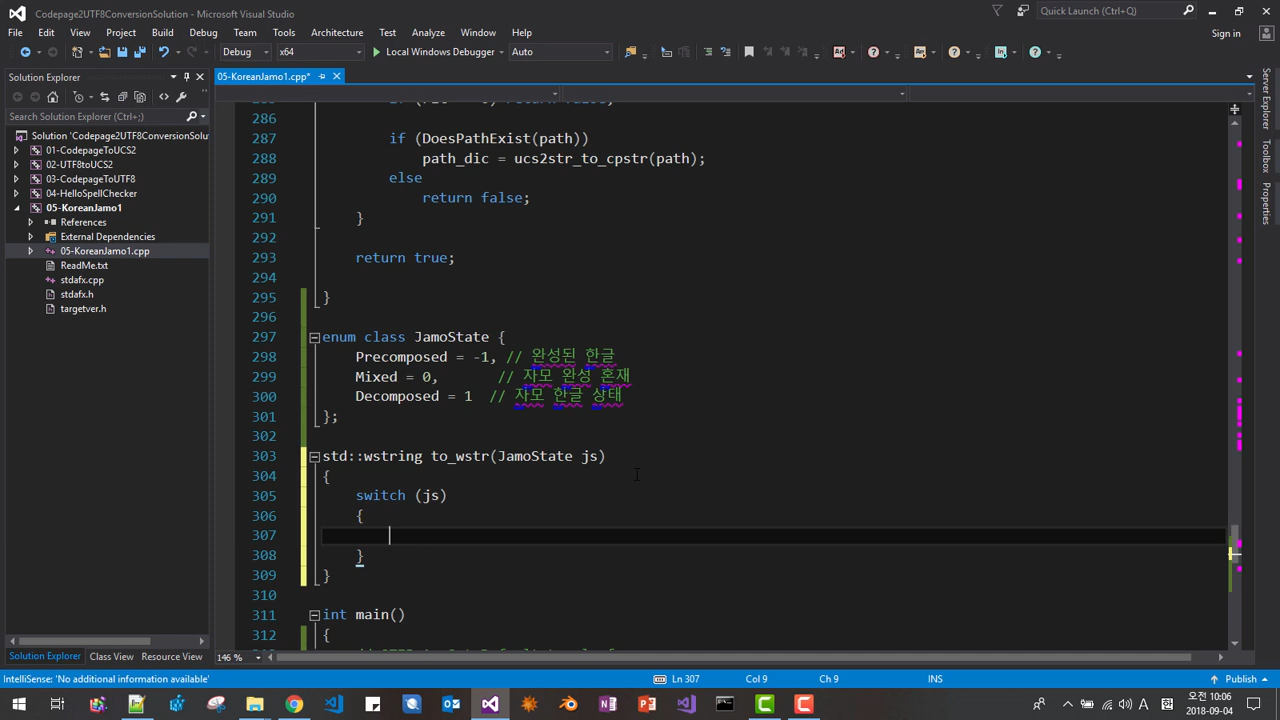 Codepage2UTF8ConversionSolution - Microsoft Visual Studio
Quick Launch (Ctrl+Q)
File Edit View Project Build Debug Team Tools Architecture Test Analyze Window Help
Sign in
Debug x64 Local Windows Debugger Auto
Solution Explorer
05-KoreanJamo1.cpp*
Search Solution Explorer (Ctrl+;)
Solution 'Codepage2UTF8ConversionSolu
01-CodepageToUCS2
02-UTF8toUCS2
03-CodepageToUTF8
04-HelloSpellChecker
05-KoreanJamo1
References
External Dependencies
05-KoreanJamo1.cpp
ReadMe.txt
stdafx.cpp
stdafx.h
targetver.h
Solution Explorer Class View Resource View
286
287 if (DoesPathExist(path))
288 path_dic = ucs2str_to_cpstr(path);
289 else
290 return false;
291 }
292
293 return true;
294
295 }
296
297 enum class JamoState {
298 Precomposed = -1, // 완성된 한글
299 Mixed = 0, // 자모 완성 혼재
300 Decomposed = 1 // 자모 한글 상태
301 };
302
303 std::wstring to_wstr(JamoState js)
304 {
305 switch (js)
306 {
307
308 }
309 }
310
311 int main()
312 {
146 %
Server Explorer
Toolbox
Properties
IntelliSense: 'No additional information available'
Ln 307 Col 9 Ch 9 INS Publish
A 오전 10:06
2018-09-04